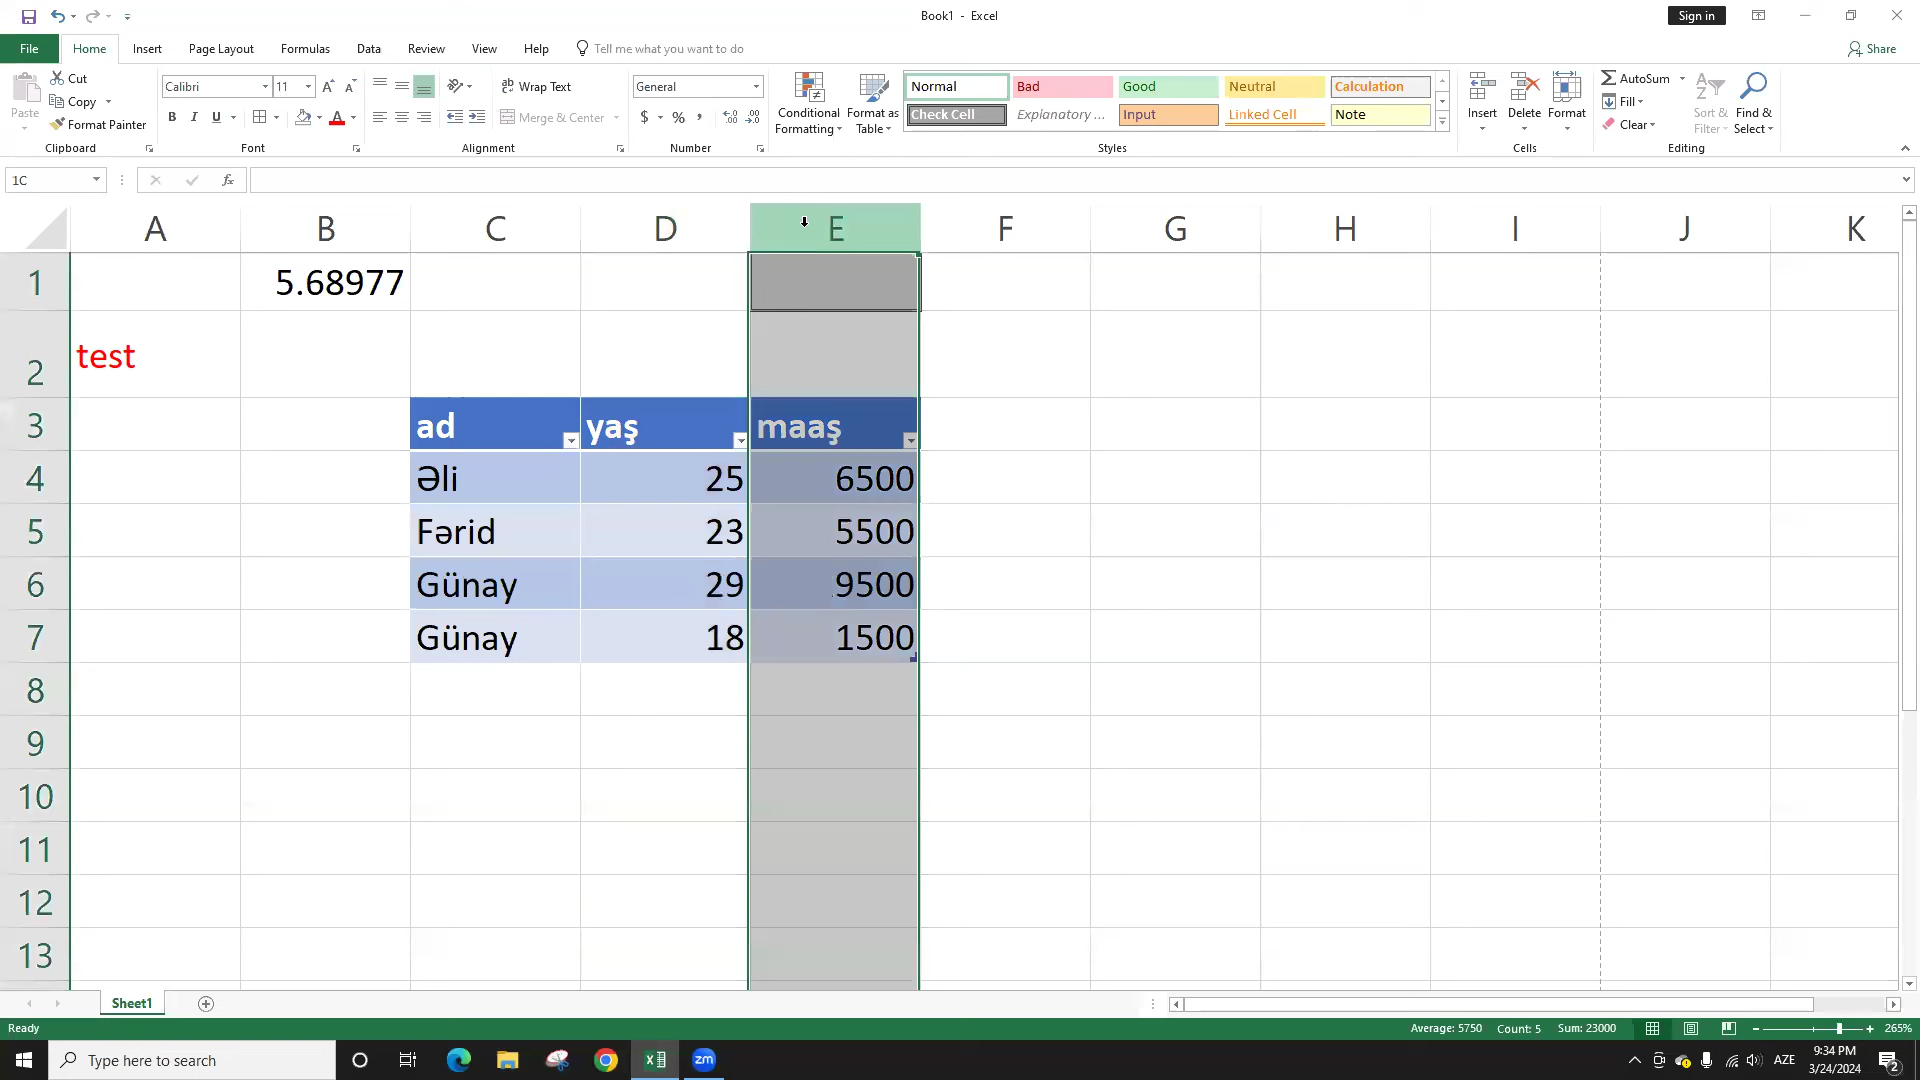 Book1 - Excel
Sign in
File Home Insert Page Layout Formulas Data Review View Help Tell me what you want to do
Share
Paste
Cut
Copy
Format Painter
Clipboard
Calibri 11
B I U
Font
Wrap Text
Merge & Center
Alignment
General
$ % ,
Number
Conditional Formatting
Format as Table
Normal Bad Good Neutral Calculation
Check Cell Explanatory ... Input Linked Cell Note
Styles
Insert Delete Format
Cells
AutoSum
Fill
Clear
Sort & Filter
Find & Select
Editing
1C
fx
A B C D E F G H I J K
1 5.68977
2 test
3 ad yaş maaş
4 Əli 25 6500
5 Fərid 23 5500
6 Günay 29 9500
7 Günay 18 1500
8
9
10
11
12
13
Sheet1
Ready
Average: 5750 Count: 5 Sum: 23000
265%
Type here to search
zm
AZE
9:34 PM
3/24/2024
2